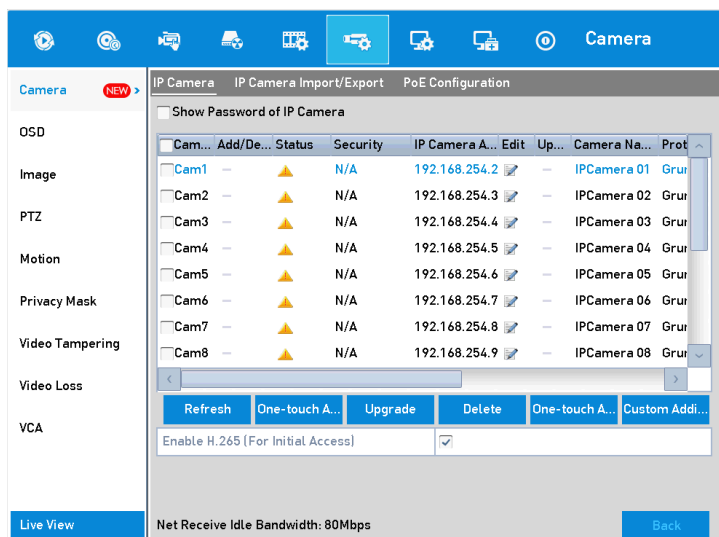 Camera
Camera NEW >
OSD
Image
PTZ
Motion
Privacy Mask
Video Tampering
Video Loss
VCA
Live View
IP Camera IP Camera Import/Export PoE Configuration
Show Password of IP Camera
Cam... Add/De... Status Security IP Camera A... Edit Up... Camera Na... Prot
Cam1 — N/A 192.168.254.2 — IPCamera 01 Grur
Cam2 — N/A 192.168.254.3 — IPCamera 02 Grur
Cam3 — N/A 192.168.254.4 — IPCamera 03 Grur
Cam4 — N/A 192.168.254.5 — IPCamera 04 Grur
Cam5 — N/A 192.168.254.6 — IPCamera 05 Grur
Cam6 — N/A 192.168.254.7 — IPCamera 06 Grur
Cam7 — N/A 192.168.254.8 — IPCamera 07 Grur
Cam8 — N/A 192.168.254.9 — IPCamera 08 Grur
Refresh One-touch A... Upgrade Delete One-touch A... Custom Addi...
Enable H.265 (For Initial Access)
Net Receive Idle Bandwidth: 80Mbps
Back